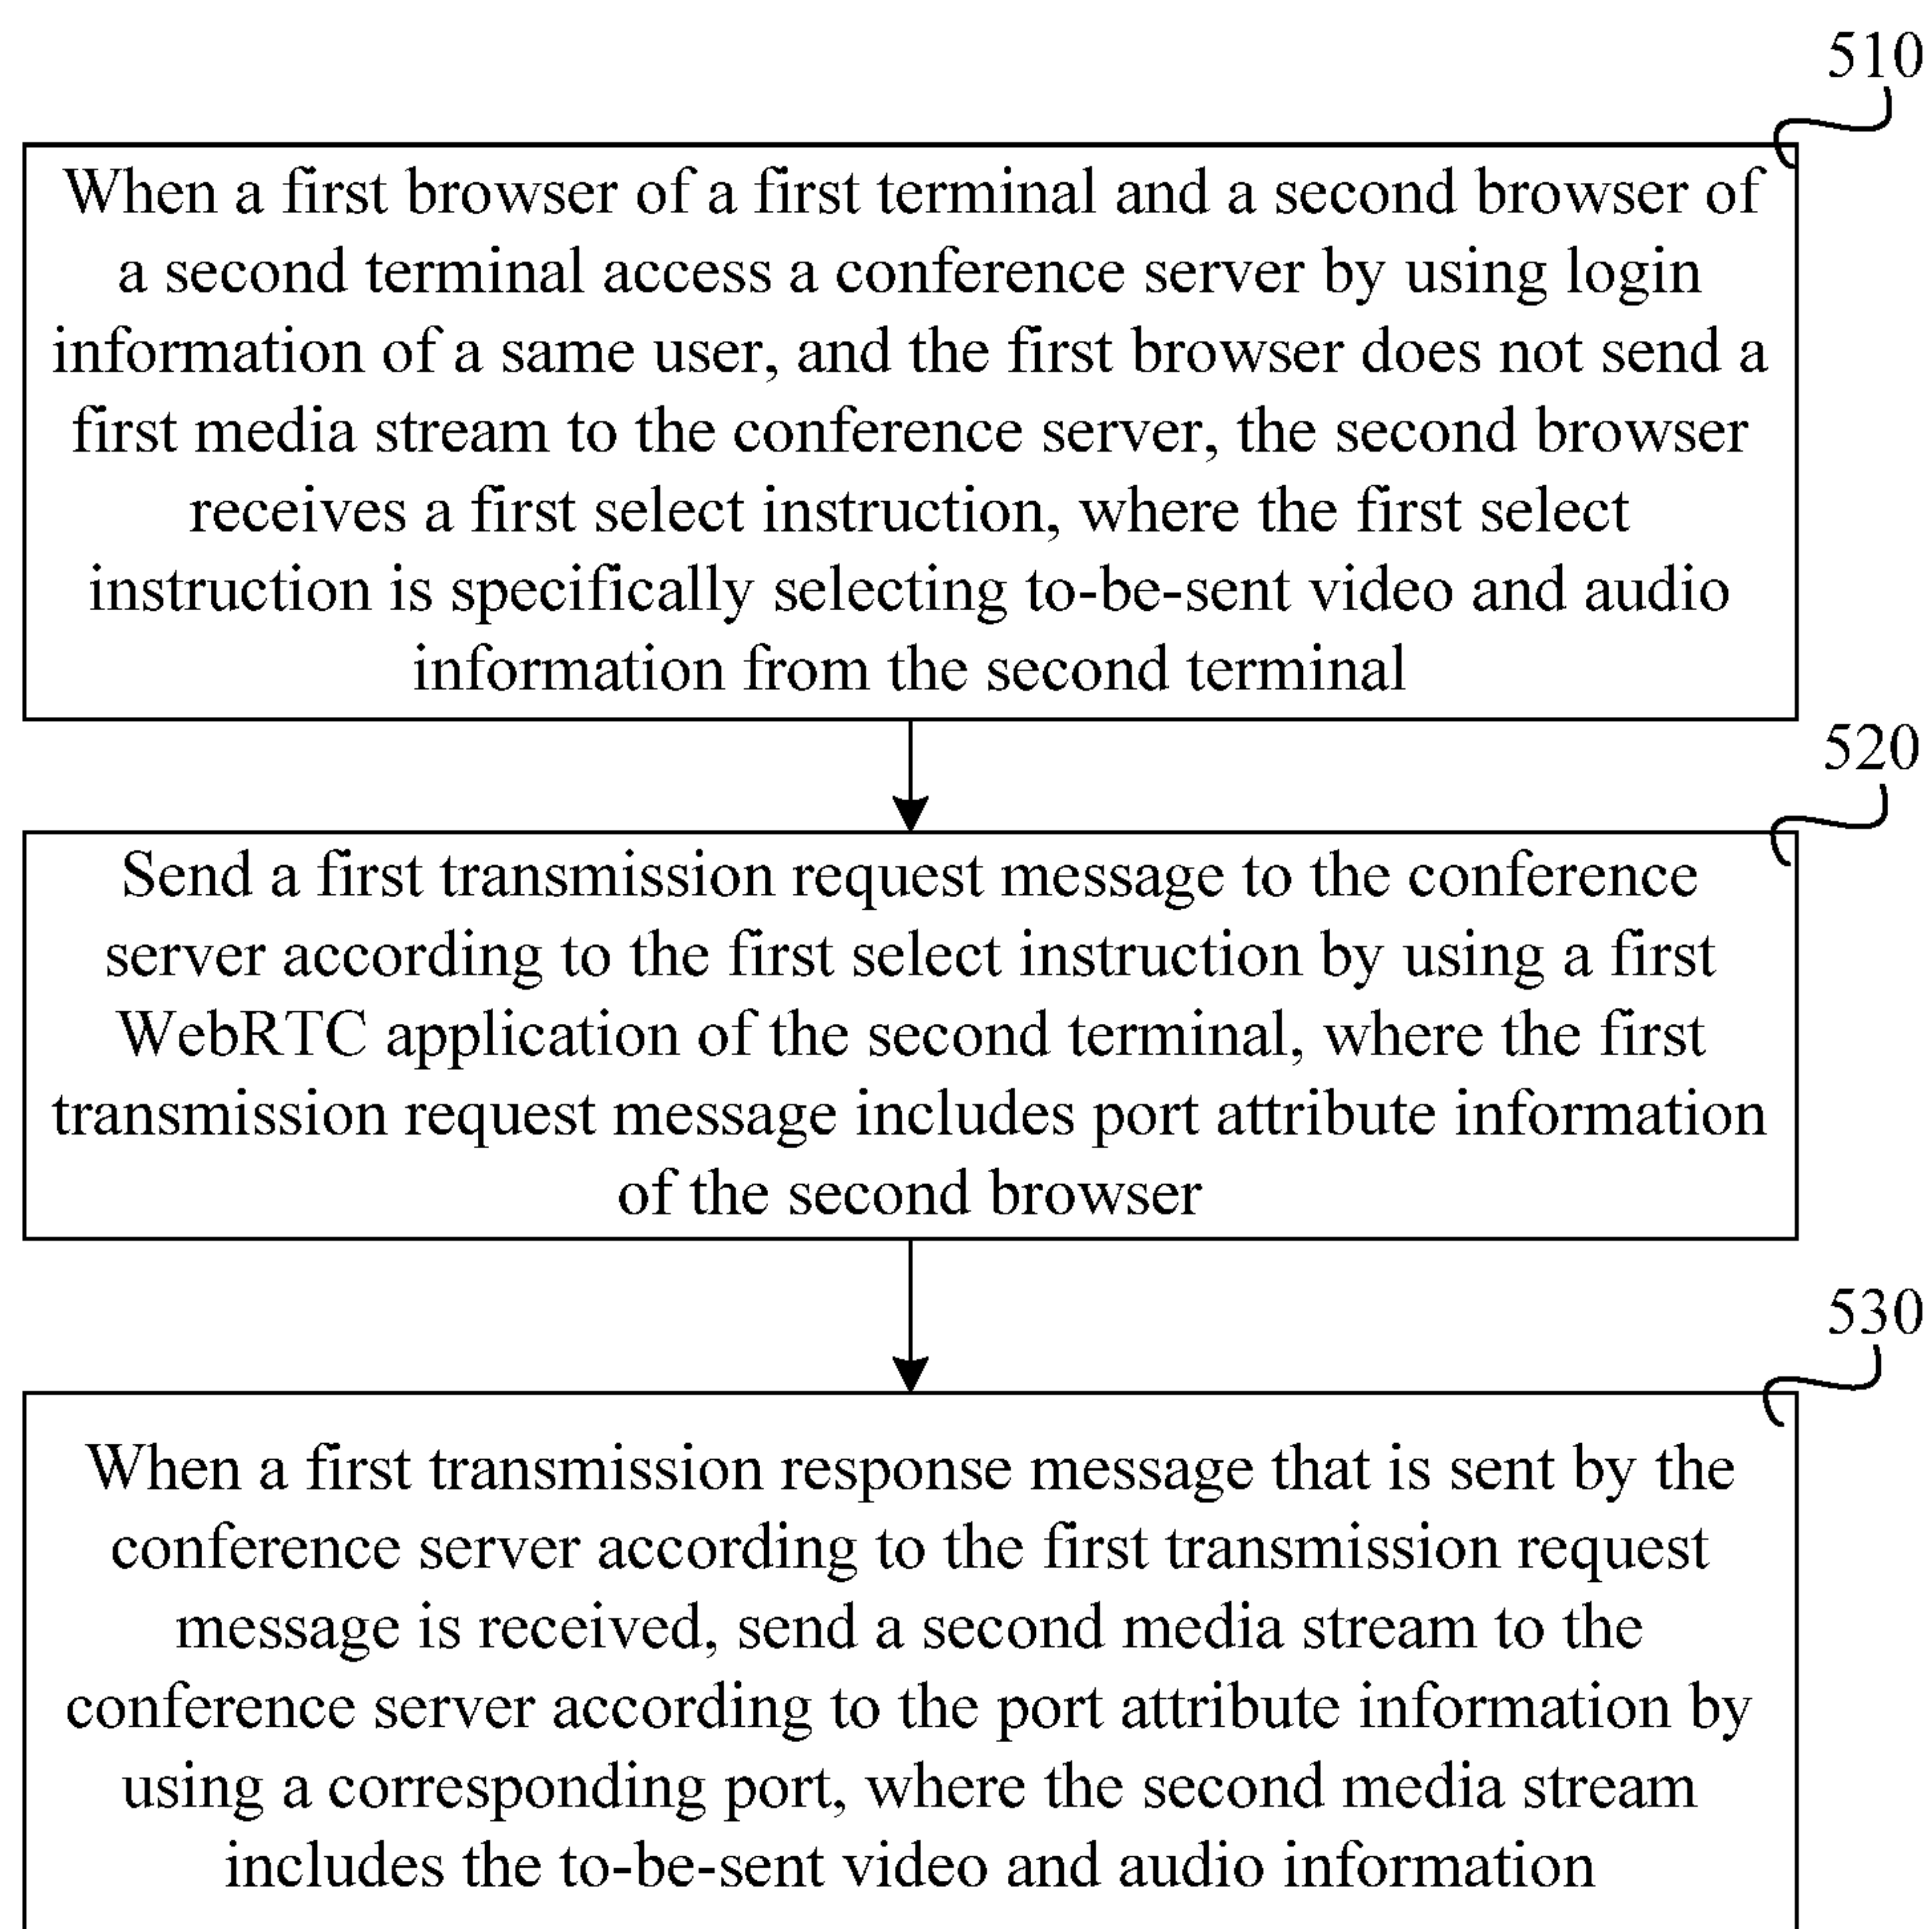 510
When a first browser of a first terminal and a second browser of
a second terminal access a conference server by using login
information of a same user, and the first browser does not send a
first media stream to the conference server, the second browser
receives a first select instruction, where the first select
instruction is specifically selecting to-be-sent video and audio
information from the second terminal
520
Send a first transmission request message to the conference
server according to the first select instruction by using a first
WebRTC application of the second terminal, where the first
transmission request message includes port attribute information
of the second browser
530
When a first transmission response message that is sent by the
conference server according to the first transmission request
message is received, send a second media stream to the
conference server according to the port attribute information by
using a corresponding port, where the second media stream
includes the to-be-sent video and audio information